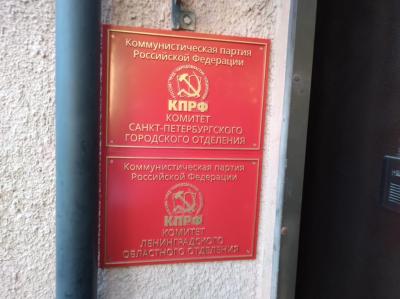 Коммунистическая партия
Российской Федерации
КПРФ
КОМИТЕТ
САНКТ-ПЕТЕРБУРГСКОГО
ГОРОДСКОГО ОТДЕЛЕНИЯ
Коммунистическая партия
Российской Федерации
КПРФ
КОМИТЕТ
ЛЕНИНГРАДСКОГО
ОБЛАСТНОГО ОТДЕЛЕНИЯ